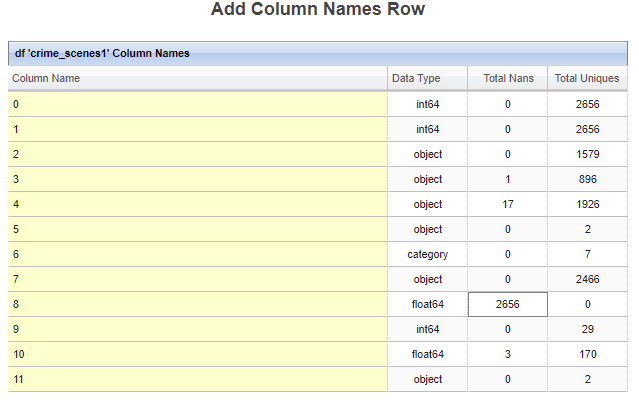 Add Column Names Row
df 'crime_scenes1' Column Names
Column Name Data Type Total Nans Total Uniques
0 int64 0 2656
1 int64 0 2656
2 object 0 1579
3 object 1 896
4 object 17 1926
5 object 0 2
6 category 0 7
7 object 0 2466
8 float64 2656 0
9 int64 0 29
10 float64 3 170
11 object 0 2